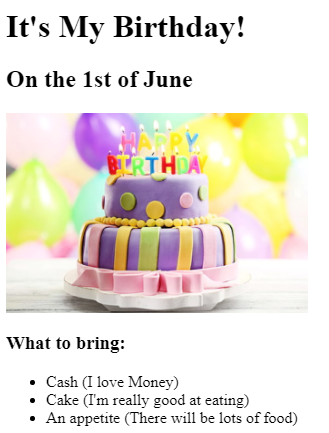 It's My Birthday!
On the 1st of June
HAPPY
BIRTHDAY
What to bring:
Cash (I love Money)
Cake (I'm really good at eating)
An appetite (There will be lots of food)